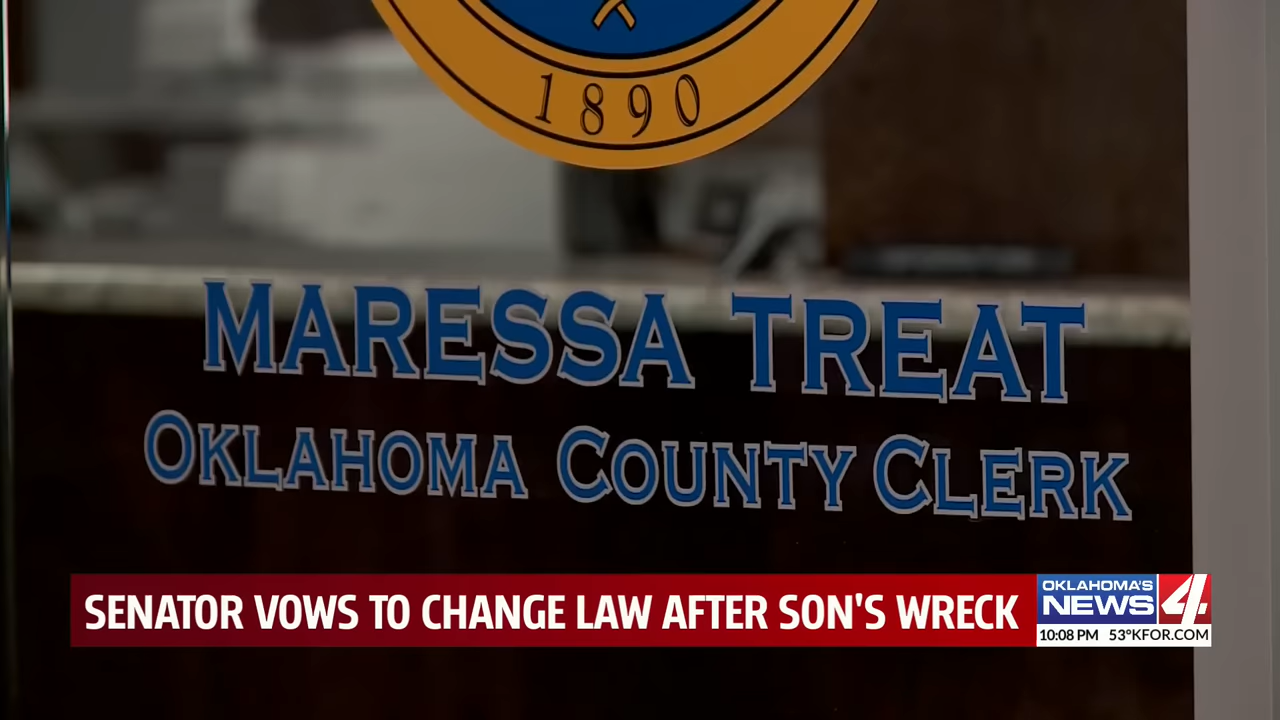 1890
MARESSA TREAT
OKLAHOMA COUNTY CLERK
SENATOR VOWS TO CHANGE LAW AFTER SON'S WRECK
OKLAHOMA'S
NEWS 4
10:08 PM 53° KFOR.COM